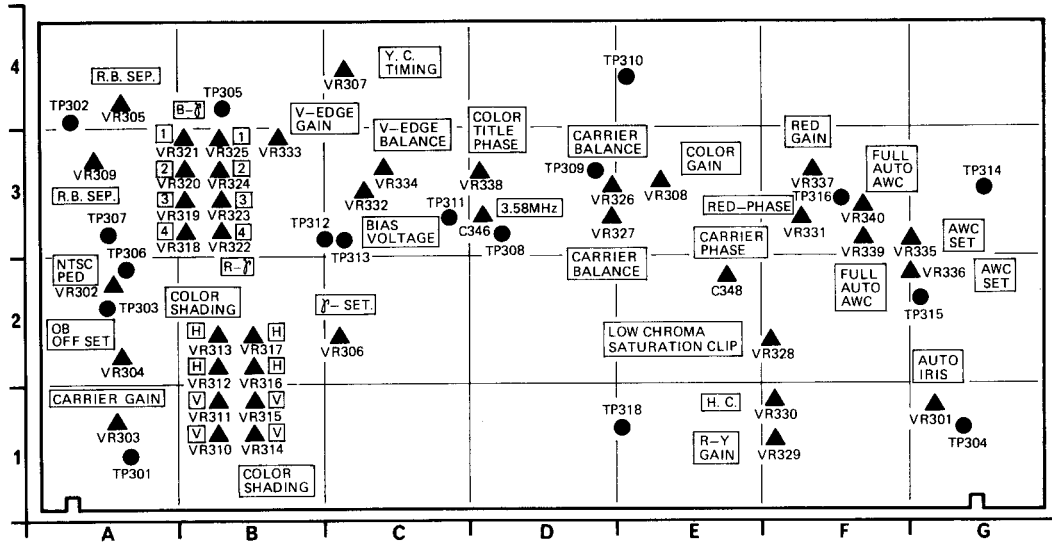 4
3
2
1
R.B. SEP.
TP302
VR305
TP305
B-γ
V-EDGE
GAIN
Y. C.
TIMING
VR307
V-EDGE
BALANCE
COLOR
TITLE
PHASE
TP310
CARRIER
BALANCE
TP309
COLOR
GAIN
RED
GAIN
FULL
AUTO
AWC
TP314
1
1
VR321
VR325
VR333
VR309
2
2
VR320
VR324
R.B. SEP.
3
3
VR319
VR323
VR334
VR332
VR338
VR326
VR308
VR337
TP316
VR340
TP307
4
4
VR318
VR322
TP312
TP313
BIAS
VOLTAGE
TP311
C346
3.58MHz
TP308
VR327
RED-PHASE
VR331
VR339
VR335
AWC
SET
TP306
NTSC
PED
VR302
R-γ
CARRIER
BALANCE
CARRIER
PHASE
C348
FULL
AUTO
AWC
VR336
AWC
SET
TP303
COLOR
SHADING
γ-SET.
TP315
OB
OFF SET
H
H
VR313
VR317
VR306
LOW CHROMA
SATURATION CLIP
VR328
VR304
H
H
VR312
VR316
AUTO
IRIS
CARRIER GAIN
V
V
VR311
VR315
VR303
V
V
VR310
VR314
TP318
H. C.
VR330
VR301
TP304
R-Y
GAIN
VR329
TP301
COLOR
SHADING
A
B
C
D
E
F
G